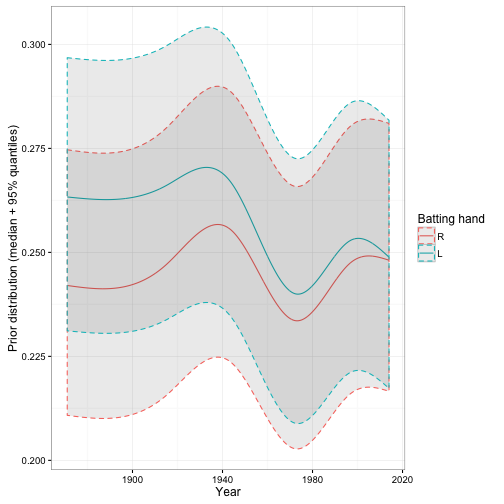 Prior distribution (median + 95% quantiles)
0.300
0.275
0.250
0.225
0.200
1900
1940
1980
2020
Year
Batting hand
R
L